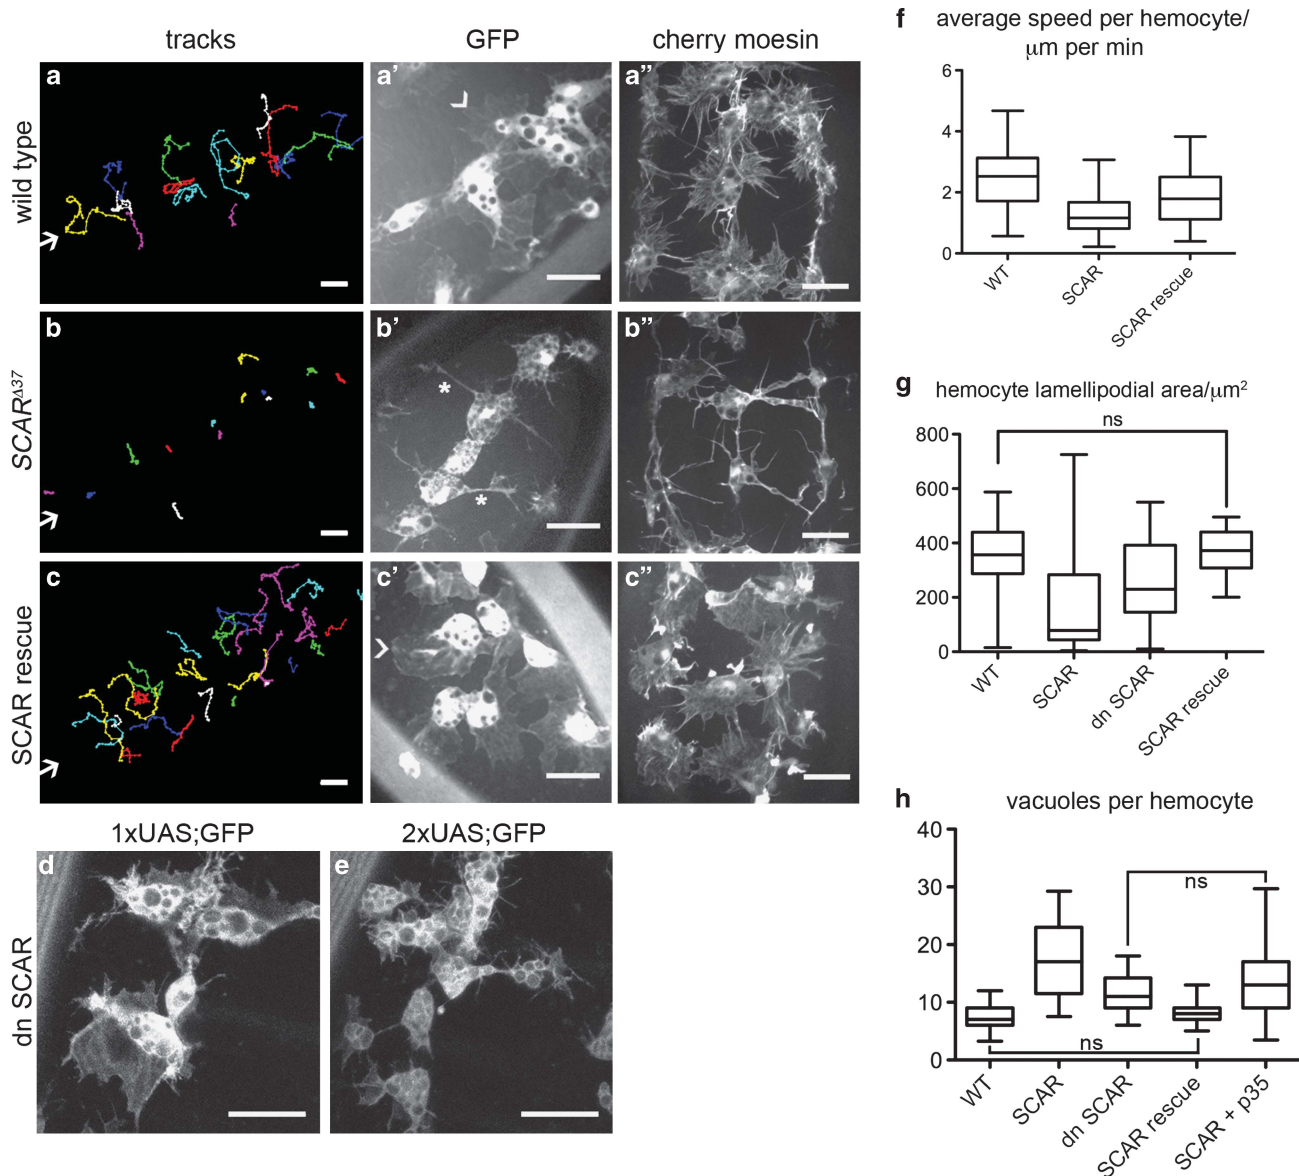 tracks
GFP
cherry moesin
wild type
a
a'
a"
SCARΔ37
b
b'
*
*
b"
SCAR rescue
c
c'
c"
1xUAS;GFP
2xUAS;GFP
dn SCAR
d
e
f
average speed per hemocyte/
μm per min
6
4
2
0
WT
SCAR
SCAR rescue
g
hemocyte lamellipodial area/μm²
ns
800
600
400
200
0
WT
SCAR
dn SCAR
SCAR rescue
h
vacuoles per hemocyte
40
30
20
10
0
ns
ns
WT
SCAR
dn SCAR
SCAR rescue
SCAR + p35